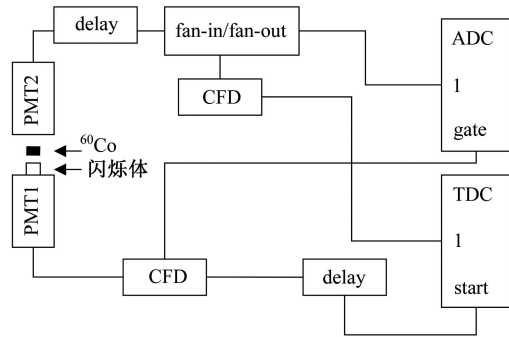 delay
fan-in/fan-out
ADC
PMT2
CFD
1
gate
⁶⁰Co
闪烁体
PMT1
TDC
1
CFD
delay
start